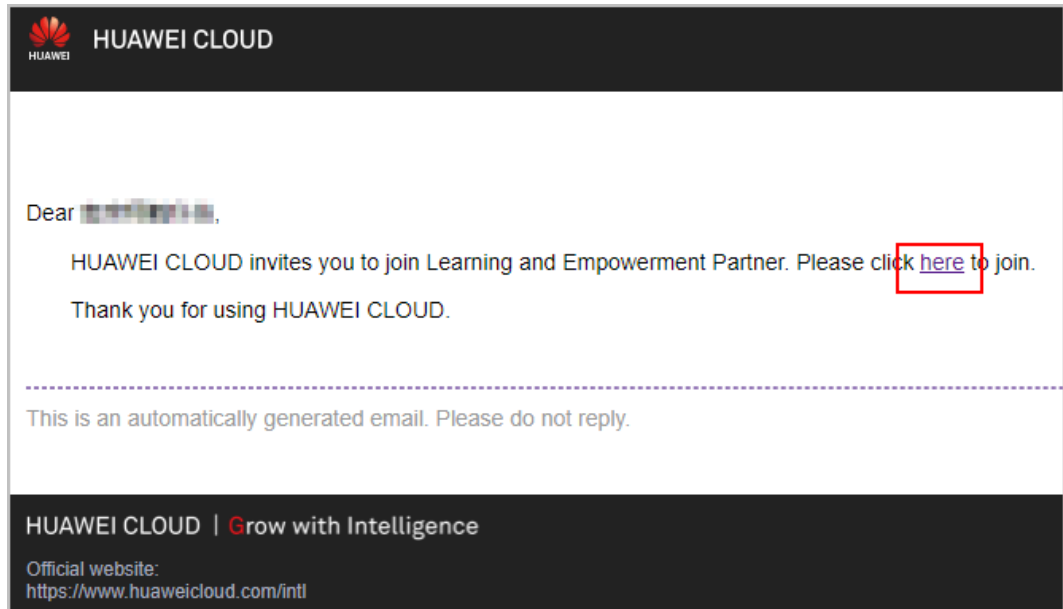 HUAWEI
HUAWEI CLOUD
Dear ,
HUAWEI CLOUD invites you to join Learning and Empowerment Partner. Please click here to join.
Thank you for using HUAWEI CLOUD.
This is an automatically generated email. Please do not reply.
HUAWEI CLOUD | Grow with Intelligence
Official website:
https://www.huaweicloud.com/intl